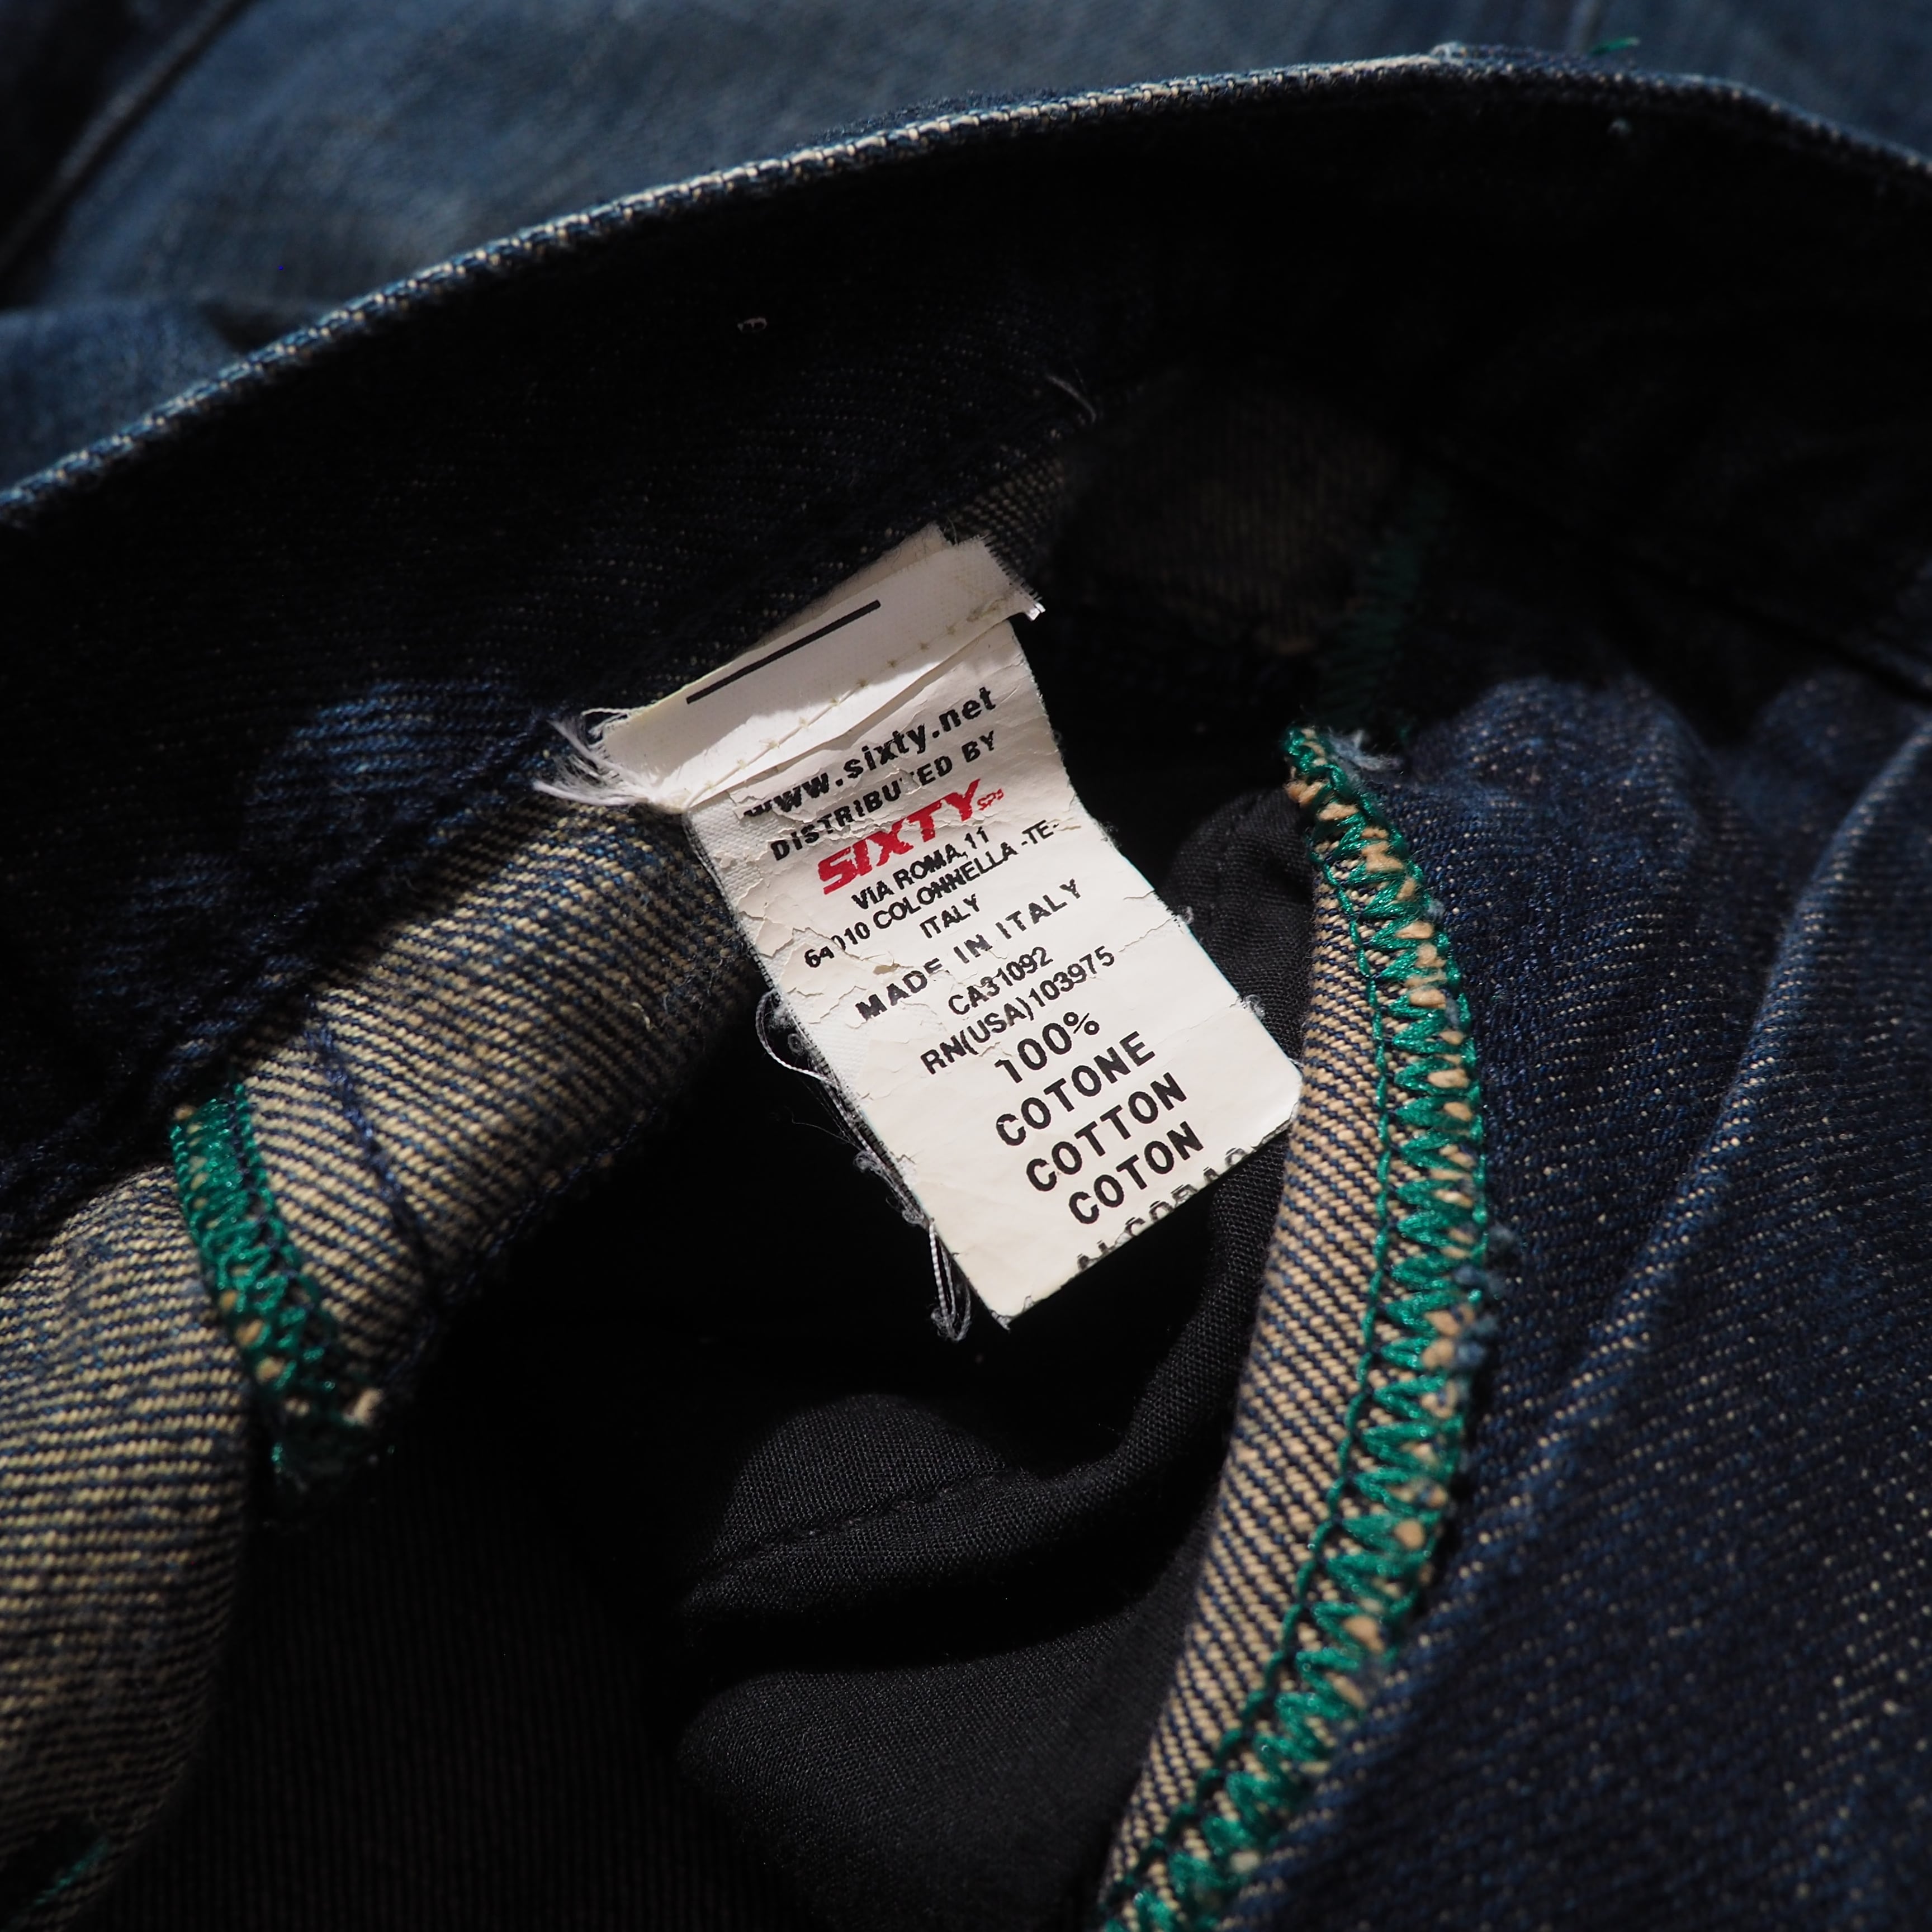 www.sixty.net
DISTRIBUTED BY
SIXTY SPA
VIA ROMA, 11
64010 COLONNELLA -TE-
ITALY
MADE IN ITALY
CA31092
RN(USA)103975
100%
COTONE
COTTON
COTON